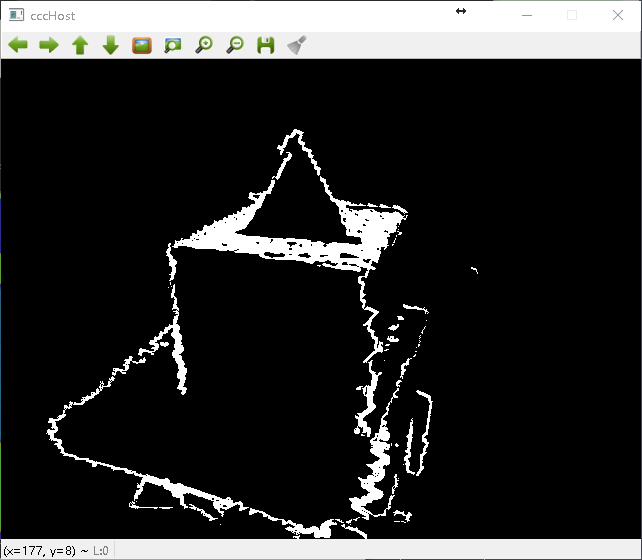 cccHost
(x=177, y=8) ~ L:0